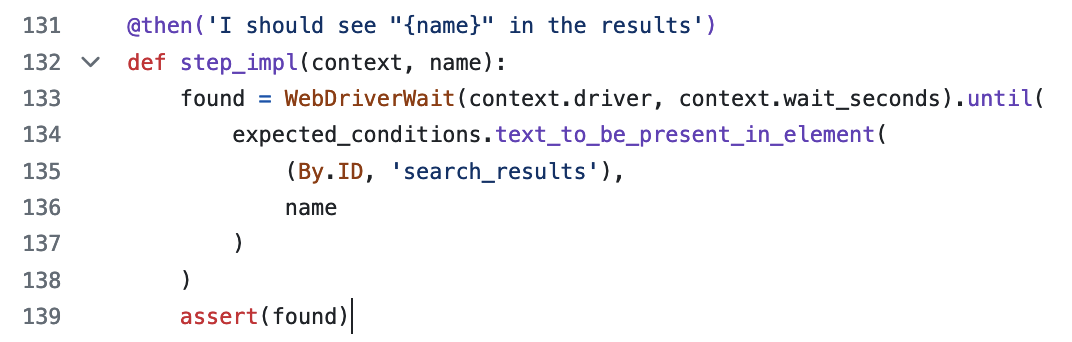 131 @then('I should see "{name}" in the results')
132 def step_impl(context, name):
133     found = WebDriverWait(context.driver, context.wait_seconds).until(
134         expected_conditions.text_to_be_present_in_element(
135             (By.ID, 'search_results'),
136             name
137         )
138     )
139     assert(found)